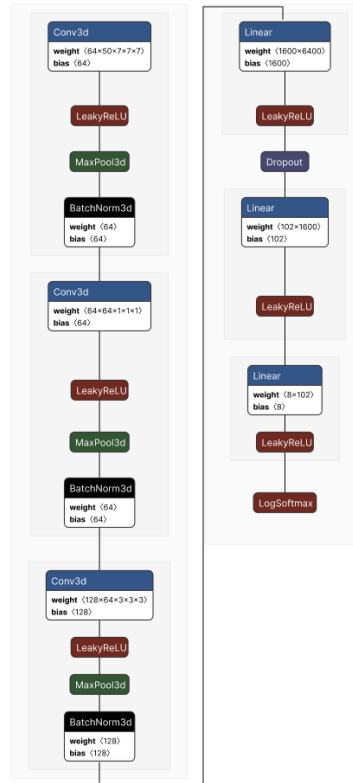 Conv3d
weight ⟨64×50×7×7×7⟩
bias ⟨64⟩
LeakyReLU
MaxPool3d
BatchNorm3d
weight ⟨64⟩
bias ⟨64⟩
Conv3d
weight ⟨64×64×1×1×1⟩
bias ⟨64⟩
LeakyReLU
MaxPool3d
BatchNorm3d
weight ⟨64⟩
bias ⟨64⟩
Conv3d
weight ⟨128×64×3×3×3⟩
bias ⟨128⟩
LeakyReLU
MaxPool3d
BatchNorm3d
weight ⟨128⟩
bias ⟨128⟩
Linear
weight ⟨1600×6400⟩
bias ⟨1600⟩
LeakyReLU
Dropout
Linear
weight ⟨102×1600⟩
bias ⟨102⟩
LeakyReLU
Linear
weight ⟨8×102⟩
bias ⟨8⟩
LeakyReLU
LogSoftmax